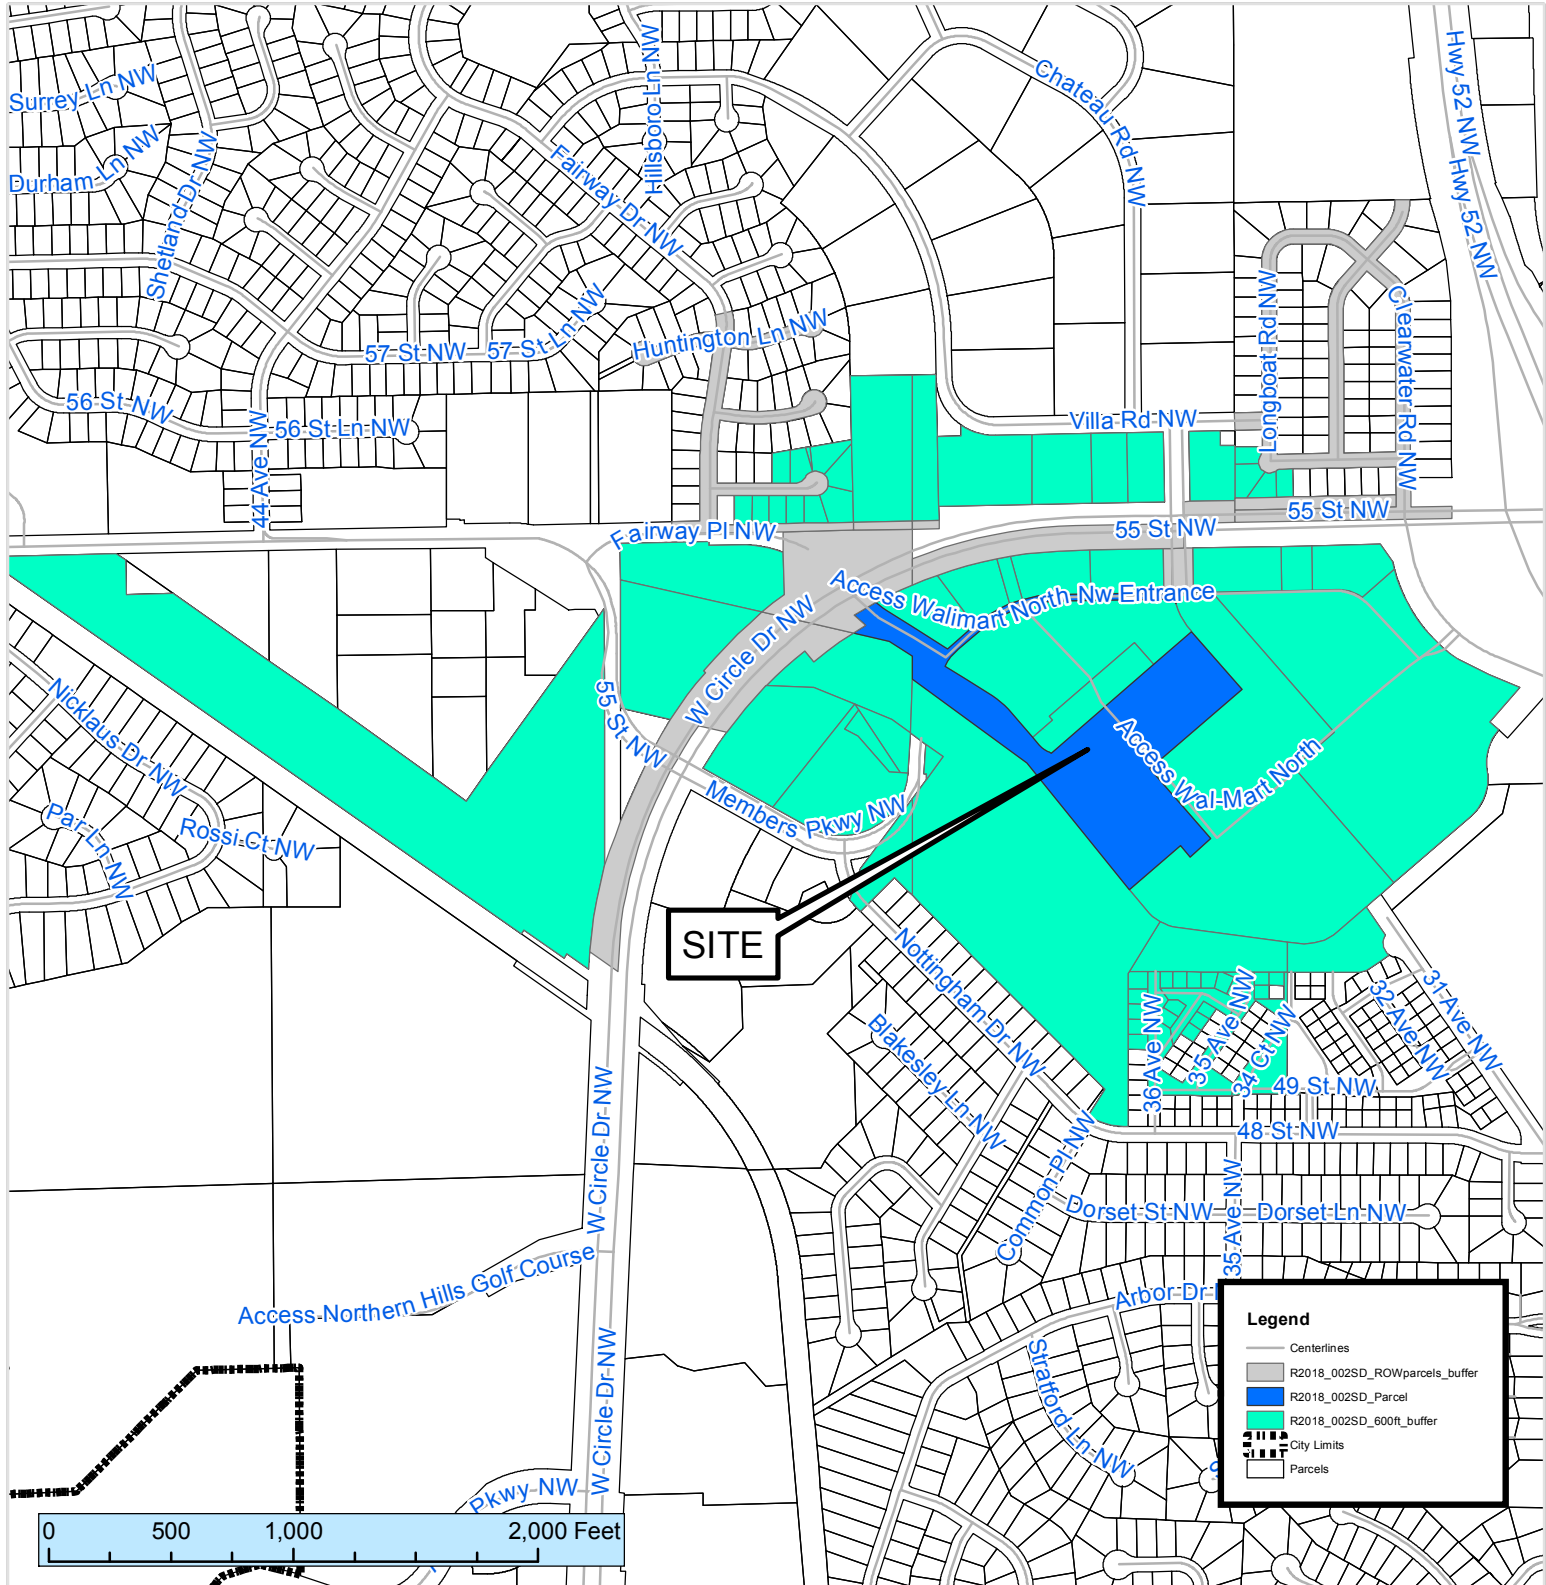 Surrey Ln NW
Durham Ln NW
Shetland Dr NW
Hillsboro Ln NW
Fairway Dr NW
Chateau Rd NW
Hwy 52 NW
Hwy 52 NW
57 St NW
57 St Ln NW
Huntington Ln NW
Longboat Rd NW
Clearwater Rd NW
56 St NW
56 St Ln NW
44 Ave NW
Villa Rd NW
Fairway Pl NW
55 St NW
55 St NW
Access Walimart North Nw Entrance
W Circle Dr NW
55 St NW
Nicklaus Dr NW
Par Ln NW
Rossi Ct NW
Members Pkwy NW
Access Wal-Mart North
SITE
Nottingham Dr NW
Blakesley Ln NW
36 Ave NW
35 Ave NW
34 Ct NW
32 Ave NW
31 Ave NW
49 St NW
48 St NW
Common Pl NW
W Circle Dr NW
Dorset St NW
Dorset Ln NW
35 Ave NW
Access Northern Hills Golf Course
Arbor Dr
Stratford Ln NW
W Circle Dr NW
Pkwy NW
Legend
Centerlines
R2018_002SD_ROWparcels_buffer
R2018_002SD_Parcel
R2018_002SD_600ft_buffer
City Limits
Parcels
0 500 1,000 2,000 Feet